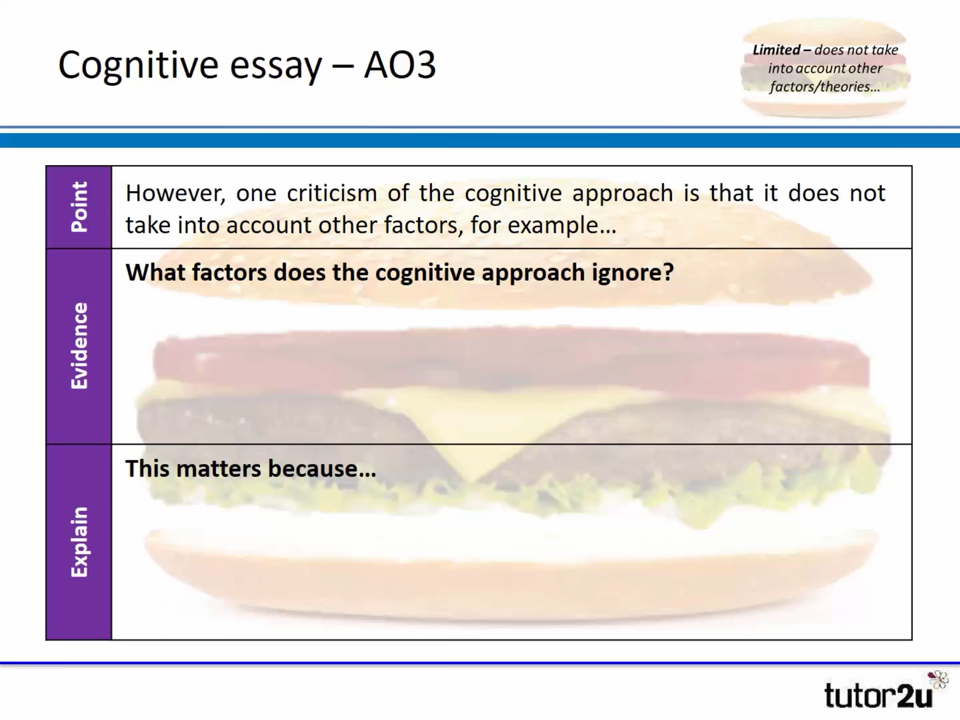 Cognitive essay – AO3
Limited – does not take
into account other
factors/theories…
Point
However, one criticism of the cognitive approach is that it does not
take into account other factors, for example…
Evidence
What factors does the cognitive approach ignore?
Explain
This matters because…
tutor2u